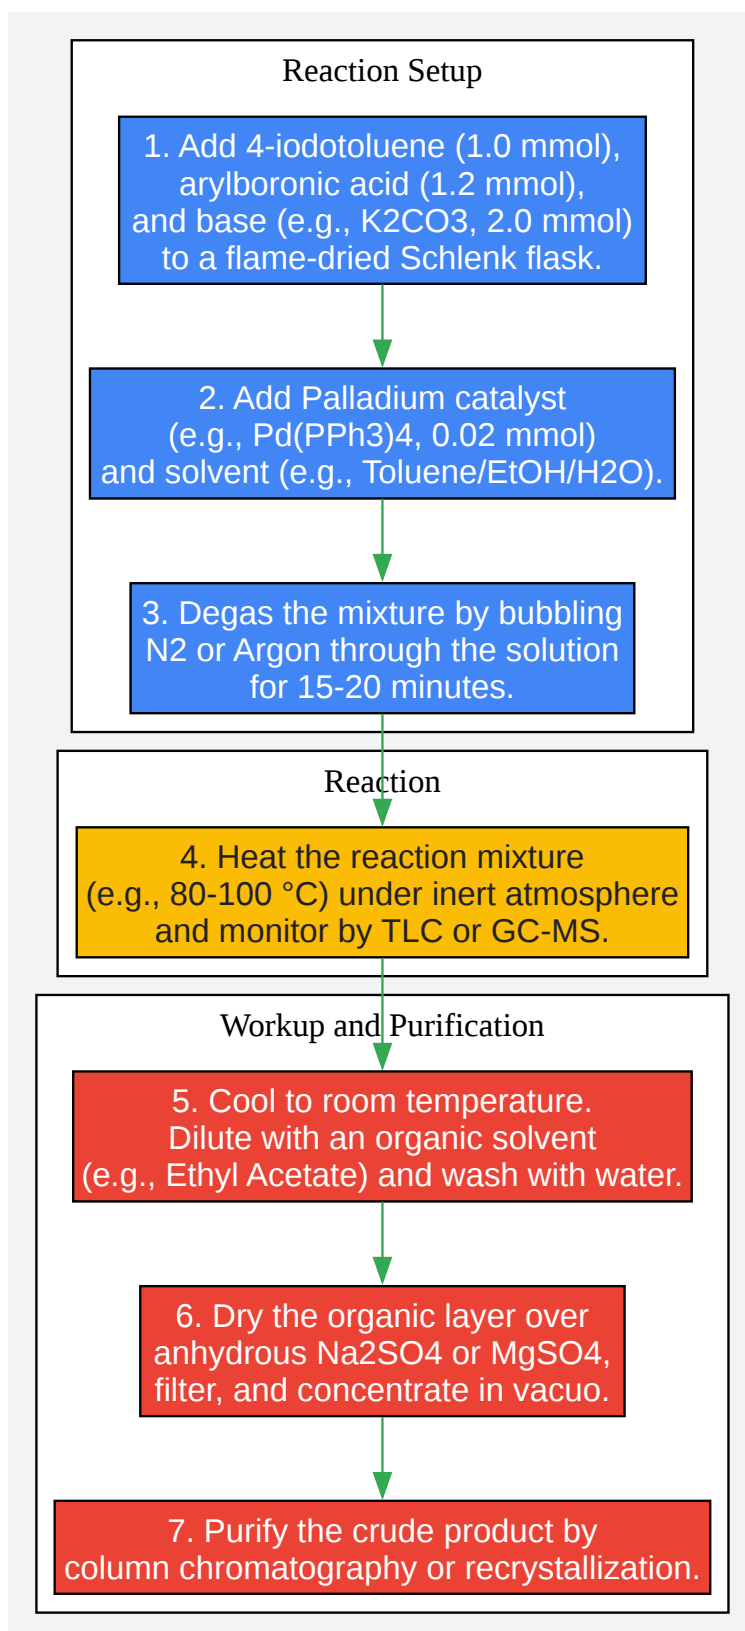 Reaction Setup
1. Add 4-iodotoluene (1.0 mmol),
arylboronic acid (1.2 mmol),
and base (e.g., K2CO3, 2.0 mmol)
to a flame-dried Schlenk flask.
2. Add Palladium catalyst
(e.g., Pd(PPh3)4, 0.02 mmol)
and solvent (e.g., Toluene/EtOH/H2O).
3. Degas the mixture by bubbling
N2 or Argon through the solution
for 15-20 minutes.
Reaction
4. Heat the reaction mixture
(e.g., 80-100 °C) under inert atmosphere
and monitor by TLC or GC-MS.
Workup and Purification
5. Cool to room temperature.
Dilute with an organic solvent
(e.g., Ethyl Acetate) and wash with water.
6. Dry the organic layer over
anhydrous Na2SO4 or MgSO4,
filter, and concentrate in vacuo.
7. Purify the crude product by
column chromatography or recrystallization.